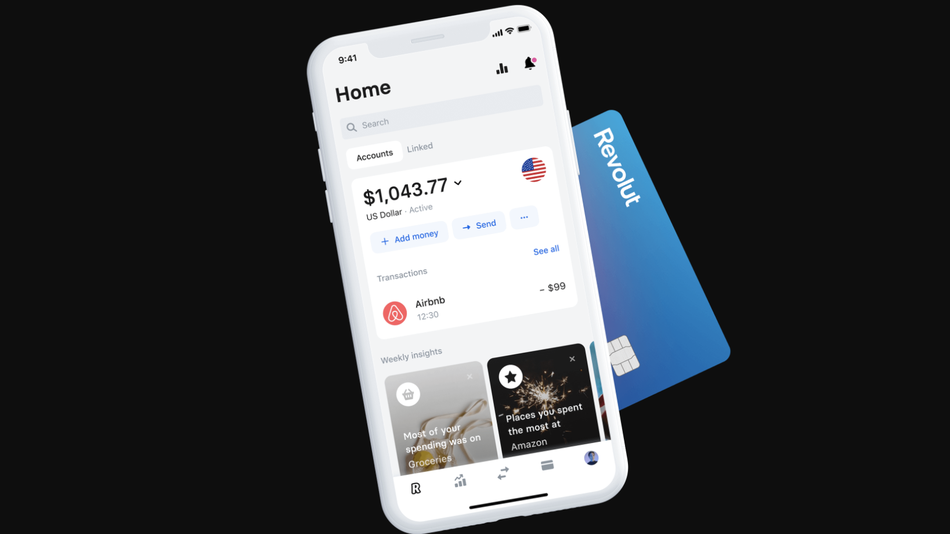 9:41
Home
Search
Accounts
Linked
$1,043.77
US Dollar · Active
+ Add money
Send
Transactions
See all
Airbnb
12:30
− $99
Weekly insights
Most of your
spending was on
Groceries
Places you spent
the most at
Amazon
R
Revolut